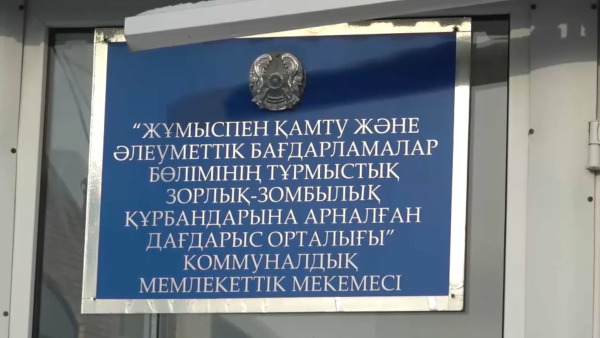 “ЖҰМЫСПЕН ҚАМТУ ЖӘНЕ
ӘЛЕУМЕТТІК БАҒДАРЛАМАЛАР
БӨЛІМІНІҢ ТҰРМЫСТЫҚ
ЗОРЛЫҚ-ЗОМБЫЛЫҚ
ҚҰРБАНДАРЫНА АРНАЛҒАН
ДАҒДАРЫС ОРТАЛЫҒЫ”
КОММУНАЛДЫҚ
МЕМЛЕКЕТТІК МЕКЕМЕСІ